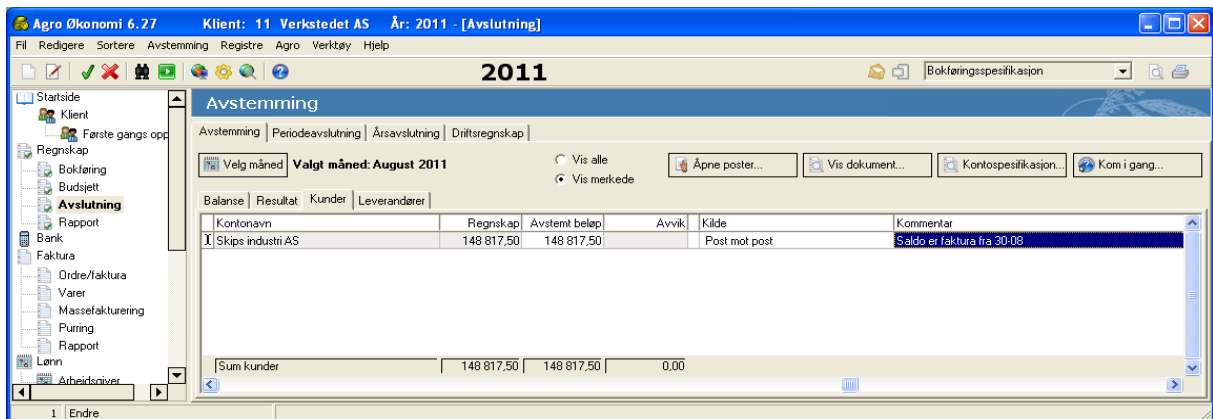 Agro Økonomi 6.27 Klient: 11 Verkstedet AS År: 2011 - [Avslutning]
Fil Redigere Sortere Avstemming Registre Agro Verktøy Hjelp
2011 Bokføringsspesifikasjon
Startside
Klient
Første gangs opp
Regnskap
Bokføring
Budsjett
Avslutning
Rapport
Bank
Faktura
Ordre/faktura
Varer
Massefakturering
Purring
Rapport
Lønn
Arbeidsgiver
Avstemming
Avstemming Periodeavslutning Årsavslutning Driftsregnskap
Velg måned Valgt måned: August 2011
Vis alle
Vis merkede
Åpne poster... Vis dokument... Kontospesifikasjon... Kom i gang...
Balanse Resultat Kunder Leverandører
Kontonavn Regnskap Avstemt beløp Avvik Kilde Kommentar
Skips industri AS 148 817,50 148 817,50 Post mot post Saldo er faktura fra 30-08
Sum kunder 148 817,50 148 817,50 0,00
1 Endre